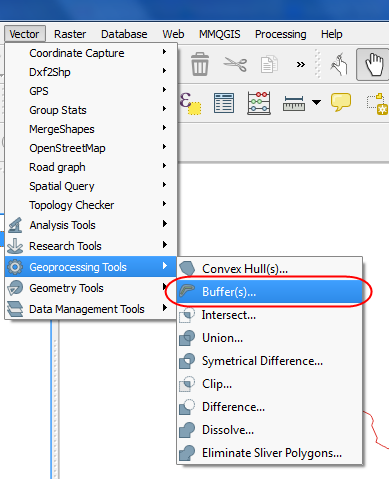 Vector Raster Database Web MMQGIS Processing Help
Coordinate Capture
Dxf2Shp
GPS
Group Stats
MergeShapes
OpenStreetMap
Road graph
Spatial Query
Topology Checker
Analysis Tools
Research Tools
Geoprocessing Tools
Geometry Tools
Data Management Tools
Convex Hull(s)...
Buffer(s)...
Intersect...
Union...
Symetrical Difference...
Clip...
Difference...
Dissolve...
Eliminate Sliver Polygons...